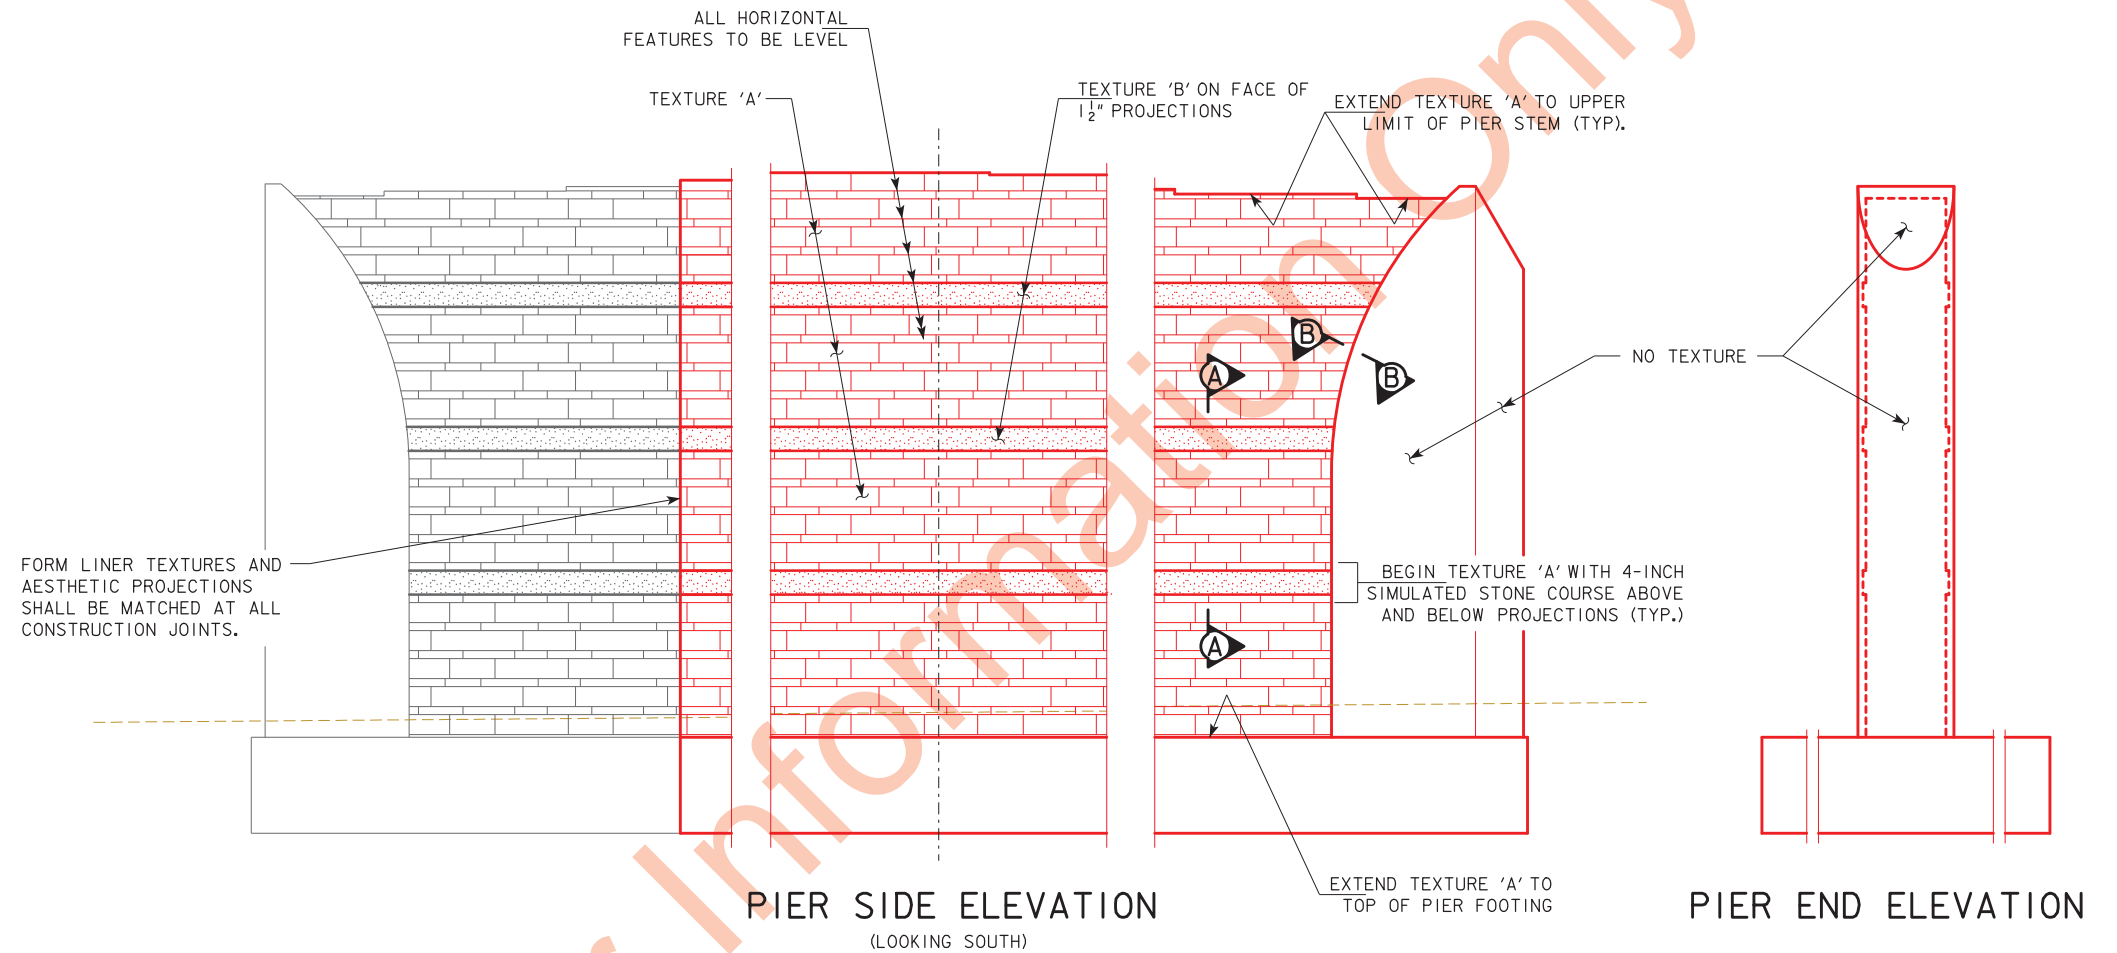 ALL HORIZONTAL
FEATURES TO BE LEVEL
TEXTURE 'A'
TEXTURE 'B' ON FACE OF
1 1/2" PROJECTIONS
EXTEND TEXTURE 'A' TO UPPER
LIMIT OF PIER STEM (TYP).
B
B
A
NO TEXTURE
FORM LINER TEXTURES AND
AESTHETIC PROJECTIONS
SHALL BE MATCHED AT ALL
CONSTRUCTION JOINTS.
BEGIN TEXTURE 'A' WITH 4-INCH
SIMULATED STONE COURSE ABOVE
AND BELOW PROJECTIONS (TYP.)
A
EXTEND TEXTURE 'A' TO
TOP OF PIER FOOTING
PIER SIDE ELEVATION
(LOOKING SOUTH)
PIER END ELEVATION
Information Only